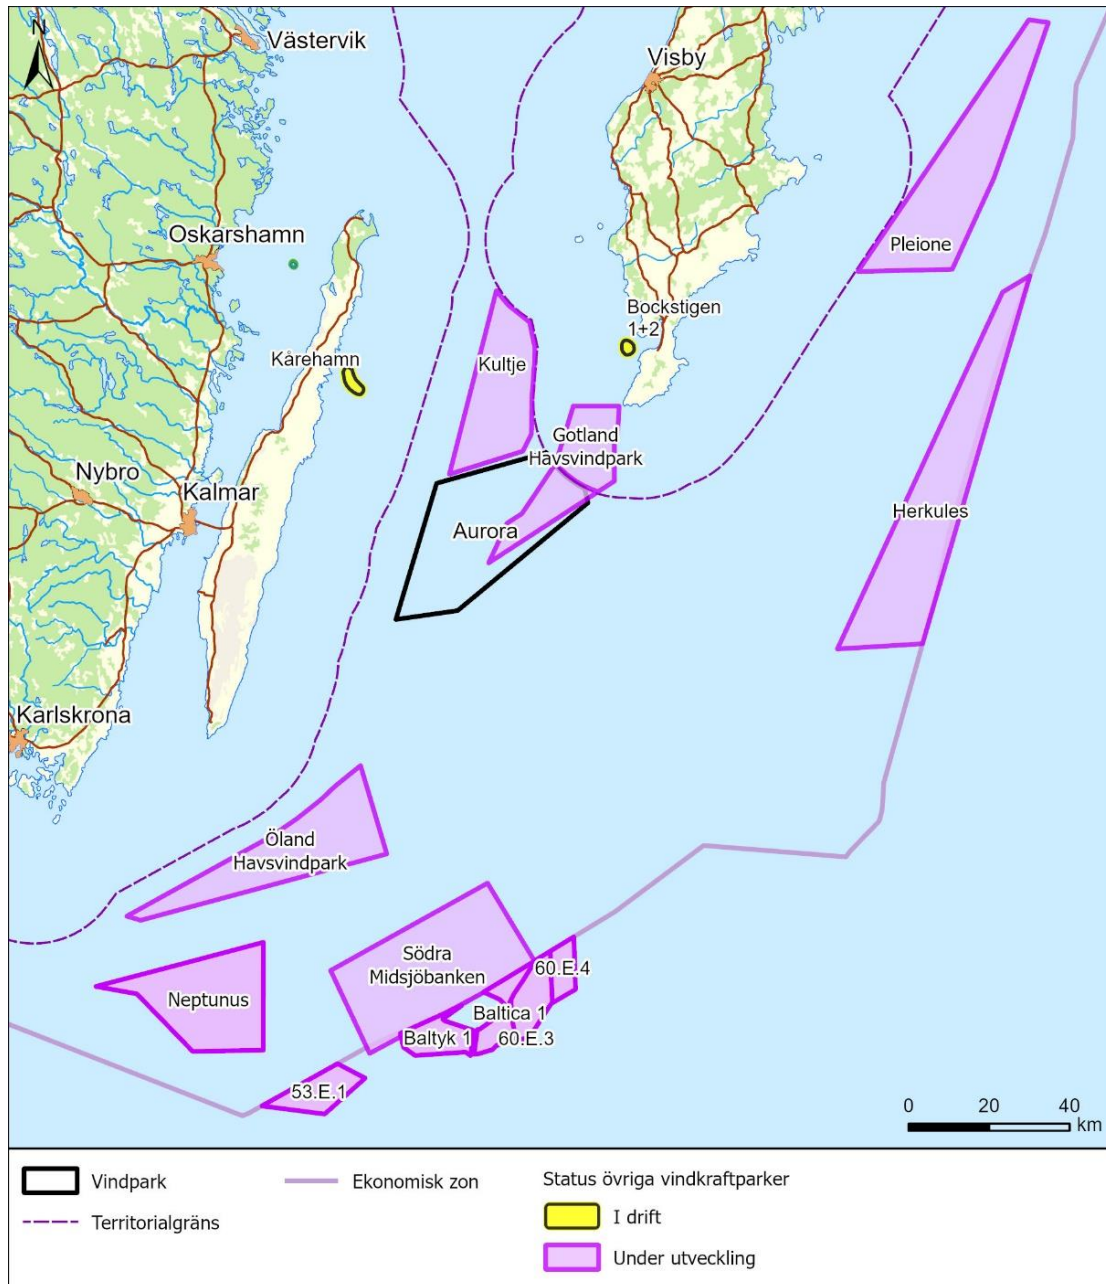 N
Västervik
Visby
Oskarshamn
Pleione
Bockstigen
1+2
Kårehamn
Kultje
Gotland
Havsvindpark
Nybro
Kalmar
Aurora
Herkules
Karlskrona
Öland
Havsvindpark
Södra
Midsjöbanken
60.E.4
Neptunus
Baltica 1
Baltyk 1
60.E.3
53.E.1
0 20 40
km
Vindpark
Ekonomisk zon
Status övriga vindkraftparker
Territorialgräns
I drift
Under utveckling